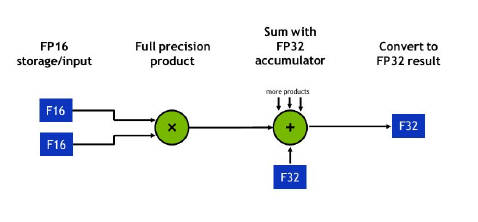 FP16
storage/input
Full precision
product
Sum with
FP32
accumulator
Convert to
FP32 result
more products
F16
F16
×
+
F32
F32